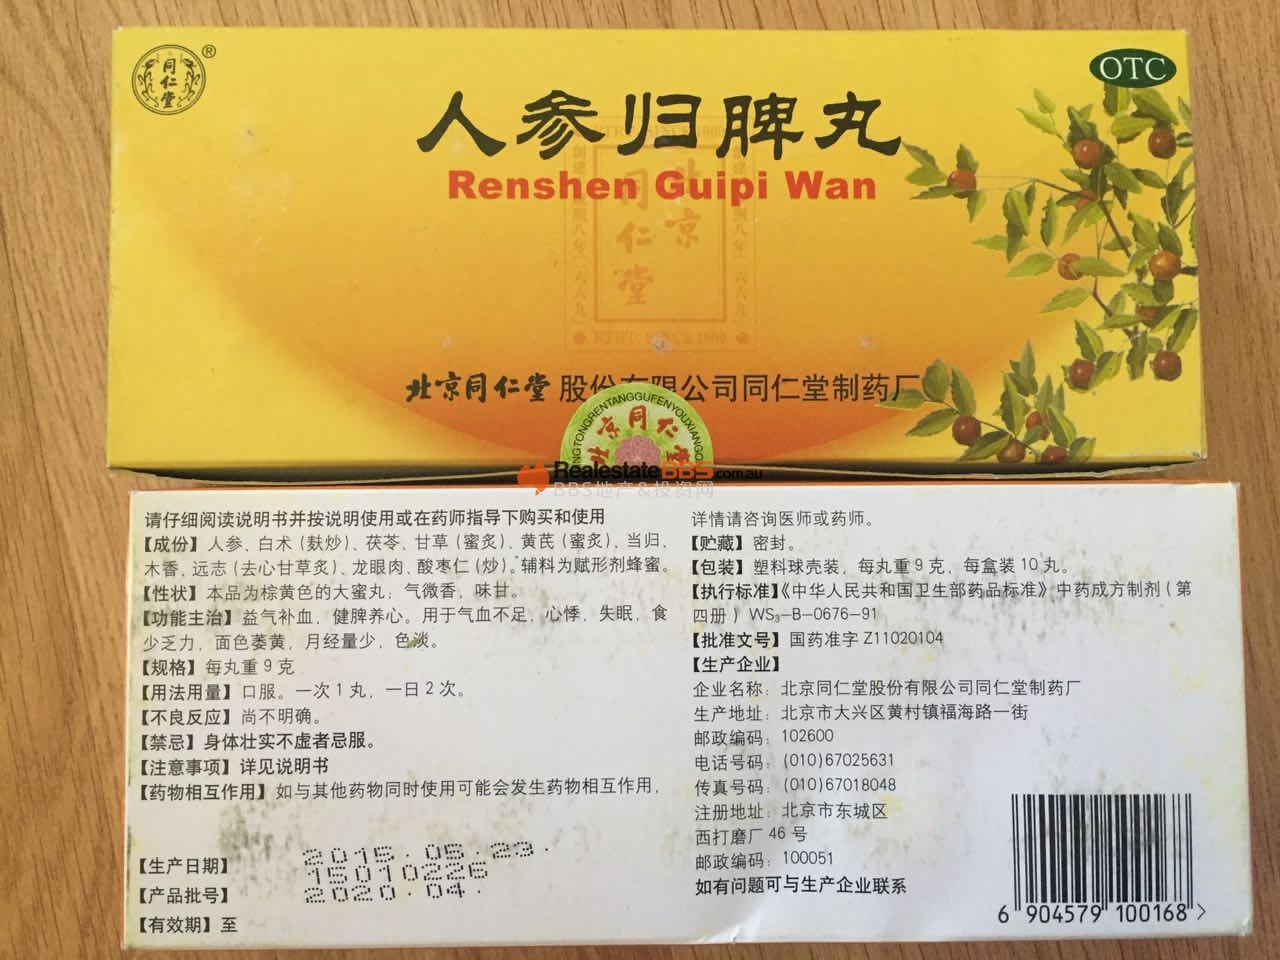 同仁堂
®
OTC
人参归脾丸
Renshen Guipi Wan
北京
同仁堂
北京同仁堂 股份有限公司同仁堂制药厂
京同仁堂
RealestateBBS.com.au
BBS地产&投资网
请仔细阅读说明书并按说明使用或在药师指导下购买和使用
【成份】人参、白术（麸炒）、茯苓、甘草（蜜炙）、黄芪（蜜炙）、当归、
木香、远志（去心甘草炙）、龙眼肉、酸枣仁（炒）。辅料为赋形剂蜂蜜。
【性状】本品为棕黄色的大蜜丸；气微香，味甘。
【功能主治】益气补血，健脾养心。用于气血不足，心悸，失眠，食
少乏力，面色萎黄，月经量少，色淡。
【规格】每丸重9克
【用法用量】口服。一次1丸，一日2次。
【不良反应】尚不明确。
【禁忌】身体壮实不虚者忌服。
【注意事项】详见说明书
【药物相互作用】如与其他药物同时使用可能会发生药物相互作用，
【生产日期】 2015.05.29.
【产品批号】 15010226
【有效期】至 2020.04.
详情请咨询医师或药师。
【贮藏】密封。
【包装】塑料球壳装，每丸重9克，每盒装10丸。
【执行标准】《中华人民共和国卫生部药品标准》中药成方制剂（第
四册）WS₃-B-0676-91
【批准文号】国药准字Z11020104
【生产企业】
企业名称：北京同仁堂股份有限公司同仁堂制药厂
生产地址：北京市大兴区黄村镇福海路一街
邮政编码：102600
电话号码：(010)67025631
传真号码：(010)67018048
注册地址：北京市东城区
西打磨厂46号
邮政编码：100051
如有问题可与生产企业联系
6 904579 100168 >